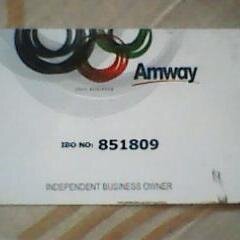 Amway
IBO NO: 851809
INDEPENDENT BUSINESS OWNER